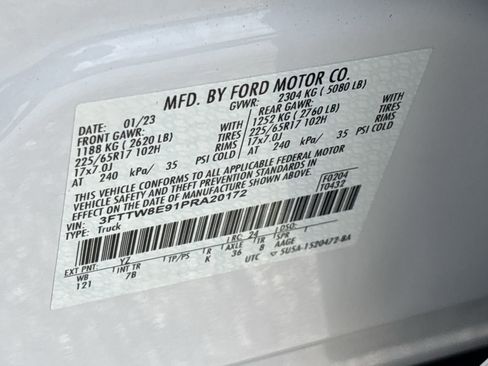 MFD. BY FORD MOTOR CO.
DATE: 01/23 GVWR: 2304 KG ( 5080 LB)
FRONT GAWR: REAR GAWR:
1188 KG ( 2620 LB) WITH 1252 KG ( 2760 LB) WITH
225/65R17 102H TIRES 225/65R17 102H TIRES
17x7.0J RIMS 17x7.0J RIMS
AT 240 kPa/ 35 PSI COLD AT 240 kPa/ 35 PSI COLD
THIS VEHICLE CONFORMS TO ALL APPLICABLE FEDERAL MOTOR
VEHICLE SAFETY AND THEFT PREVENTION STANDARDS IN
EFFECT ON THE DATE OF MANUFACTURE SHOWN ABOVE.
VIN: 3FTTW8E91PRA20172 F0204
TYPE: Truck T0432
EXT PNT: YZ RC: 24
WB INT TR TP/PS R AXLE TR SPR
121 7B K 36 8 AAGE
UTC 5U5A-1520472-BA